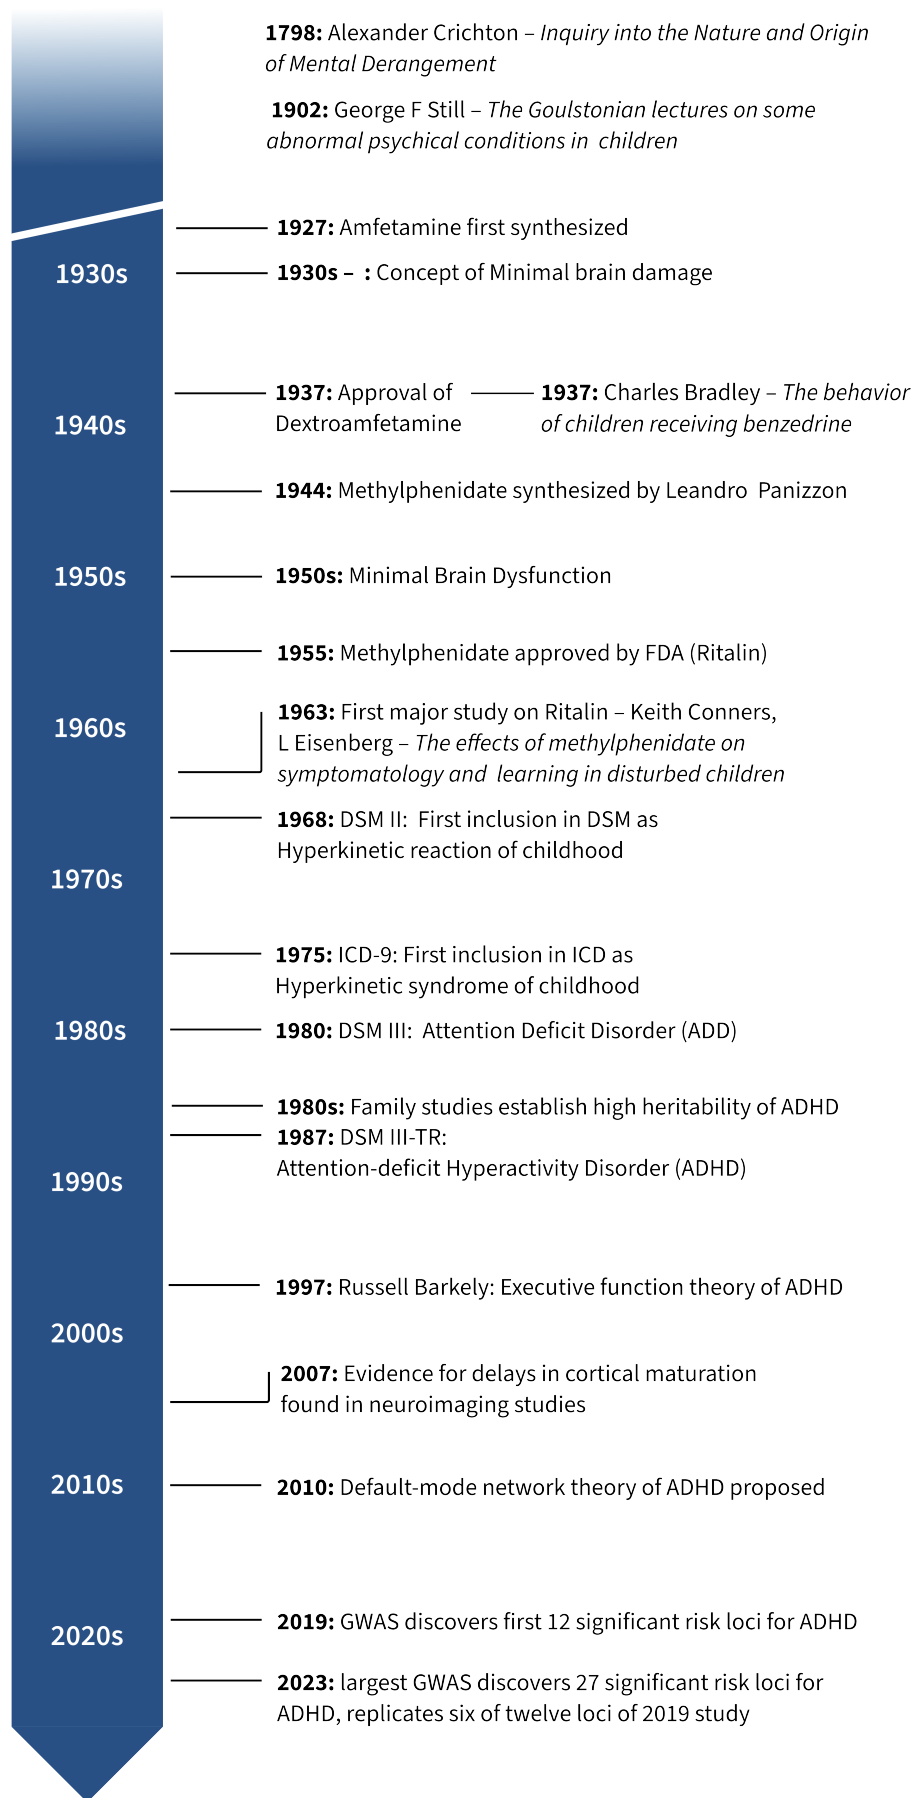 1798: Alexander Crichton – Inquiry into the Nature and Origin
of Mental Derangement
1902: George F Still – The Goulstonian lectures on some
abnormal psychical conditions in  children
1927: Amfetamine first synthesized
1930s
1930s –  : Concept of Minimal brain damage
1937: Approval of
Dextroamfetamine
1937: Charles Bradley – The behavior
of children receiving benzedrine
1940s
1944: Methylphenidate synthesized by Leandro  Panizzon
1950s
1950s: Minimal Brain Dysfunction
1955: Methylphenidate approved by FDA (Ritalin)
1960s
1963: First major study on Ritalin – Keith Conners,
L Eisenberg – The effects of methylphenidate on
symptomatology and  learning in disturbed children
1968: DSM II:  First inclusion in DSM as
Hyperkinetic reaction of childhood
1970s
1975: ICD-9: First inclusion in ICD as
Hyperkinetic syndrome of childhood
1980s
1980: DSM III:  Attention Deficit Disorder (ADD)
1980s: Family studies establish high heritability of ADHD
1987: DSM III-TR:
Attention-deficit Hyperactivity Disorder (ADHD)
1990s
1997: Russell Barkely: Executive function theory of ADHD
2000s
2007: Evidence for delays in cortical maturation
found in neuroimaging studies
2010s
2010: Default-mode network theory of ADHD proposed
2019: GWAS discovers first 12 significant risk loci for ADHD
2020s
2023: largest GWAS discovers 27 significant risk loci for
ADHD, replicates six of twelve loci of 2019 study